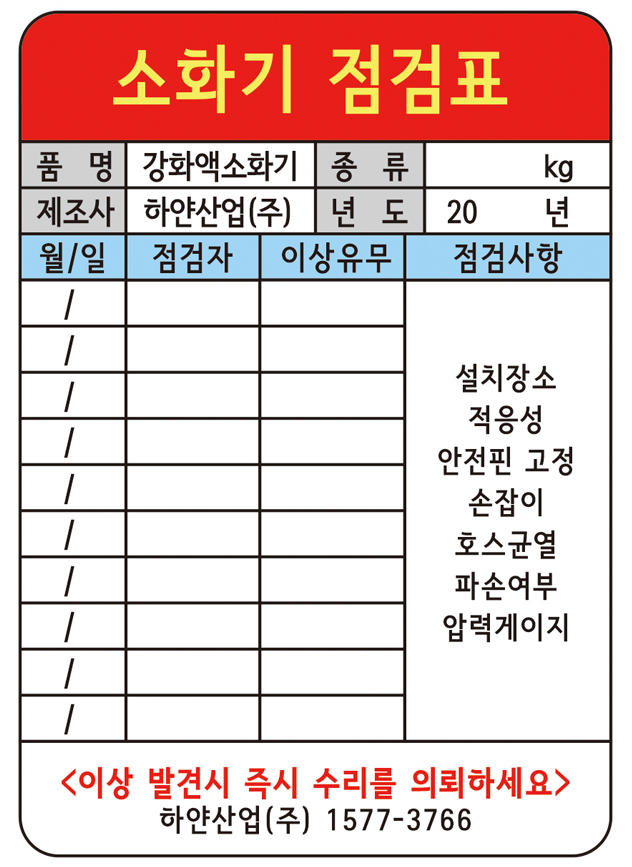 소화기 점검표
품 명 강화액소화기 종 류 kg
제조사 하얀산업(주) 년 도 20 년
월/일 점검자 이상유무 점검사항
/
/
/
/
/
/
/
/
/
/
설치장소
적응성
안전핀 고정
손잡이
호스균열
파손여부
압력게이지
<이상 발견시 즉시 수리를 의뢰하세요>
하얀산업(주) 1577-3766